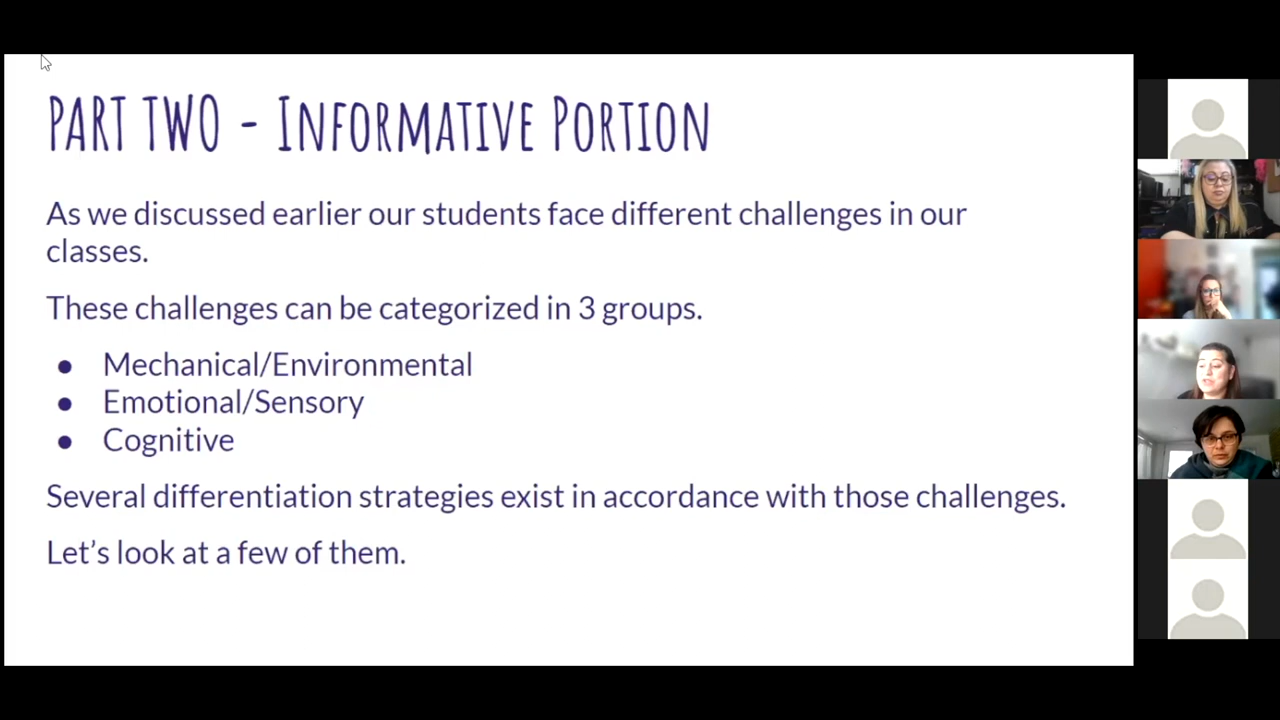 PART TWO - INFORMATIVE PORTION
As we discussed earlier our students face different challenges in our
classes.
These challenges can be categorized in 3 groups.
● Mechanical/Environmental
● Emotional/Sensory
● Cognitive
Several differentiation strategies exist in accordance with those challenges.
Let's look at a few of them.